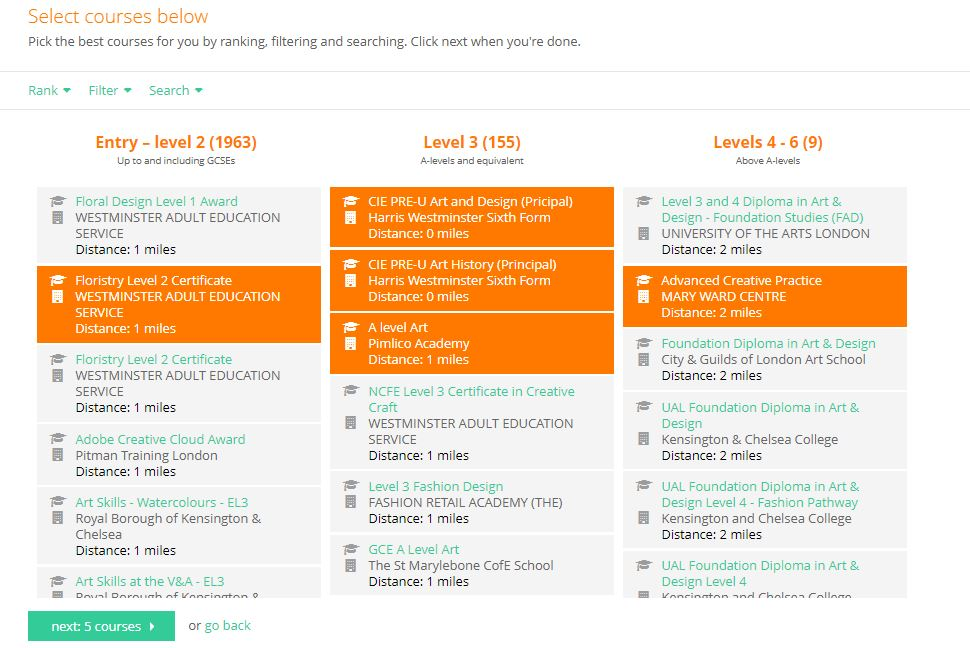 Select courses below
Pick the best courses for you by ranking, filtering and searching. Click next when you're done.
Rank
Filter
Search
Entry – level 2 (1963)
Up to and including GCSEs
Floral Design Level 1 Award
WESTMINSTER ADULT EDUCATION
SERVICE
Distance: 1 miles
Floristry Level 2 Certificate
WESTMINSTER ADULT EDUCATION
SERVICE
Distance: 1 miles
Floristry Level 2 Certificate
WESTMINSTER ADULT EDUCATION
SERVICE
Distance: 1 miles
Adobe Creative Cloud Award
Pitman Training London
Distance: 1 miles
Art Skills - Watercolours - EL3
Royal Borough of Kensington &
Chelsea
Distance: 1 miles
Art Skills at the V&A - EL3
Royal Borough of Kensington &
Level 3 (155)
A-levels and equivalent
CIE PRE-U Art and Design (Pricipal)
Harris Westminster Sixth Form
Distance: 0 miles
CIE PRE-U Art History (Principal)
Harris Westminster Sixth Form
Distance: 0 miles
A level Art
Pimlico Academy
Distance: 1 miles
NCFE Level 3 Certificate in Creative
Craft
WESTMINSTER ADULT EDUCATION
SERVICE
Distance: 1 miles
Level 3 Fashion Design
FASHION RETAIL ACADEMY (THE)
Distance: 1 miles
GCE A Level Art
The St Marylebone CofE School
Distance: 1 miles
Levels 4 - 6 (9)
Above A-levels
Level 3 and 4 Diploma in Art &
Design - Foundation Studies (FAD)
UNIVERSITY OF THE ARTS LONDON
Distance: 2 miles
Advanced Creative Practice
MARY WARD CENTRE
Distance: 2 miles
Foundation Diploma in Art & Design
City & Guilds of London Art School
Distance: 2 miles
UAL Foundation Diploma in Art &
Design
Kensington & Chelsea College
Distance: 2 miles
UAL Foundation Diploma in Art &
Design Level 4 - Fashion Pathway
Kensington and Chelsea College
Distance: 2 miles
UAL Foundation Diploma in Art &
Design Level 4
Kensington and Chelsea College
next: 5 courses
or go back